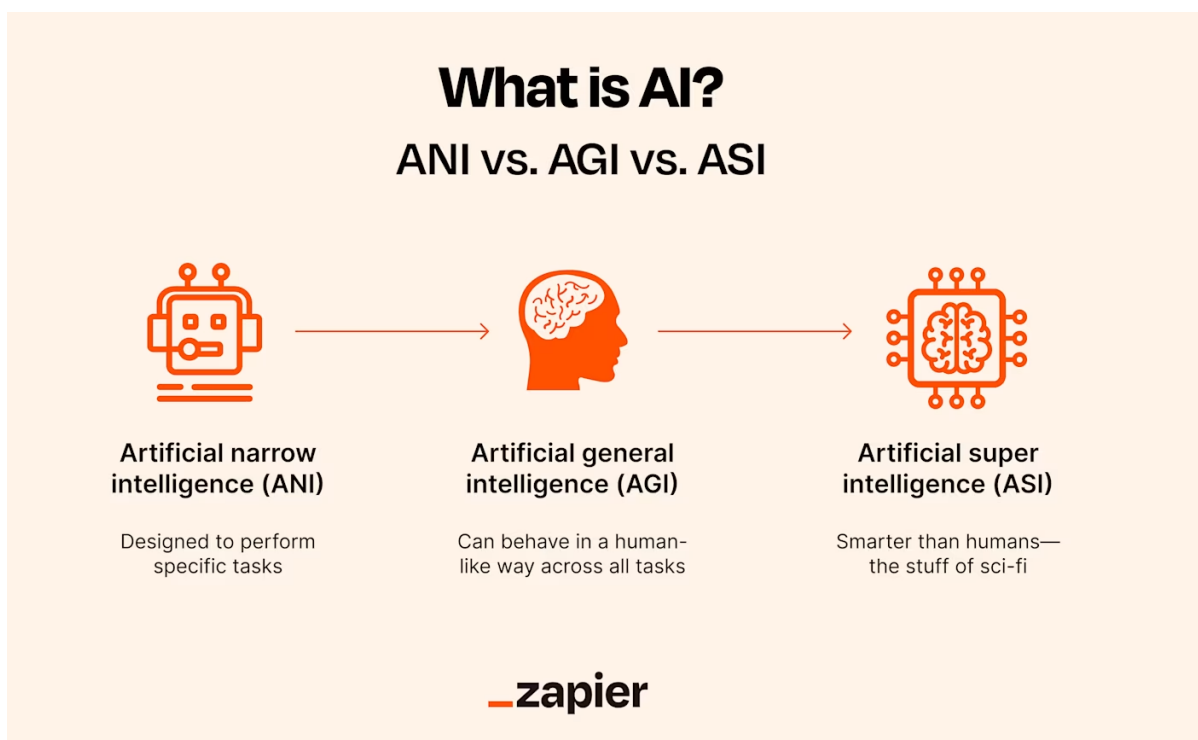 What is AI?
ANI vs. AGI vs. ASI
Artificial narrow
intelligence (ANI)
Designed to perform
specific tasks
Artificial general
intelligence (AGI)
Can behave in a human-
like way across all tasks
Artificial super
intelligence (ASI)
Smarter than humans—
the stuff of sci-fi
_zapier